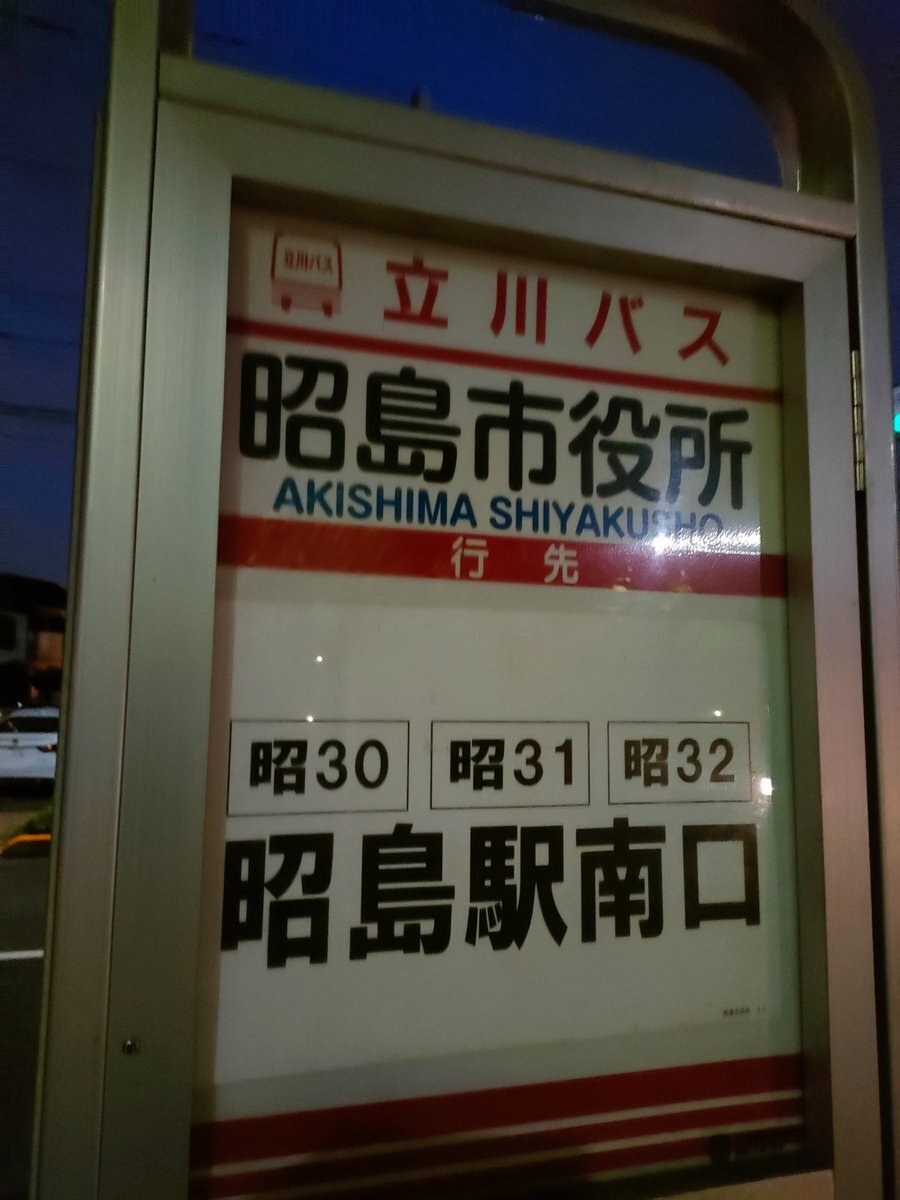 立川バス
立川バス
昭島市役所
AKISHIMA SHIYAKUSHO
行先
昭30 昭31 昭32
昭島駅南口